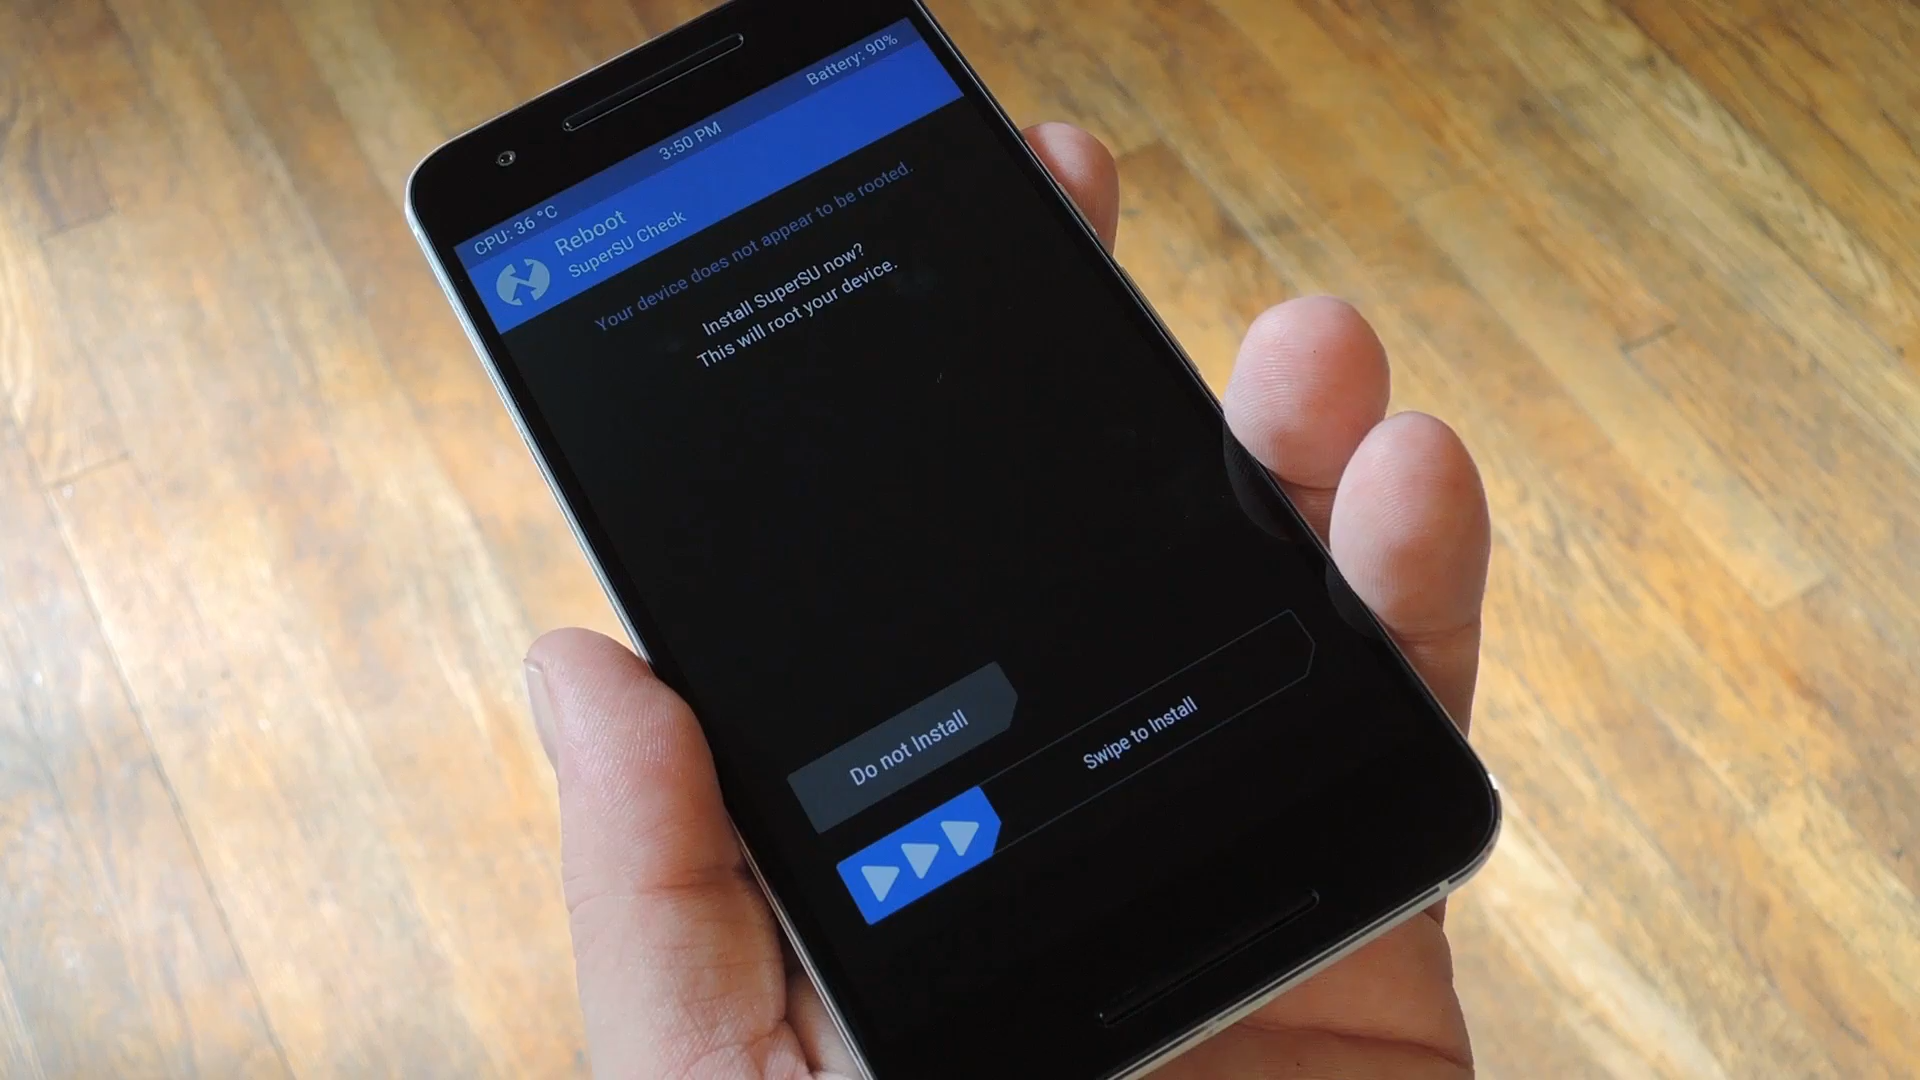 CPU: 36 °C 3:50 PM Battery: 90%
Reboot
SuperSU Check
Your device does not appear to be rooted.
Install SuperSU now?
This will root your device.
Do not Install
Swipe to Install